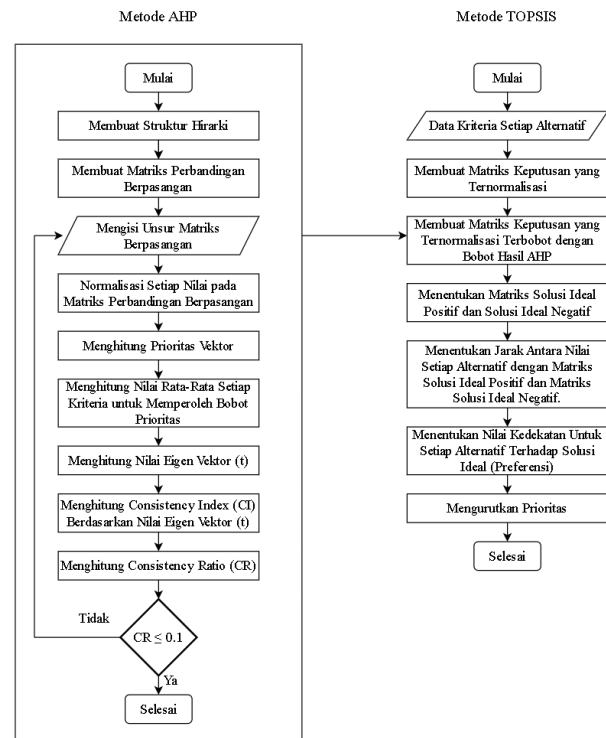 Metode AHP
Mulai
Membuat Struktur Hirarki
Membuat Matriks Perbandingan
Berpasangan
Mengisi Unsur Matriks
Berpasangan
Normalisasi Setiap Nilai pada
Matriks Perbandingan Berpasangan
Menghitung Prioritas Vektor
Menghitung Nilai Rata-Rata Setiap
Kriteria untuk Memperoleh Bobot
Prioritas
Menghitung Nilai Eigen Vektor (t)
Menghitung Consistency Index (CI)
Berdasarkan Nilai Eigen Vektor (t)
Menghitung Consistency Ratio (CR)
Tidak
CR ≤ 0.1
Ya
Selesai
Metode TOPSIS
Mulai
Data Kriteria Setiap Alternatif
Membuat Matriks Keputusan yang
Ternormalisasi
Membuat Matriks Keputusan yang
Ternormalisasi Terbobot dengan
Bobot Hasil AHP
Menentukan Matriks Solusi Ideal
Positif dan Solusi Ideal Negatif
Menentukan Jarak Antara Nilai
Setiap Alternatif dengan Matriks
Solusi Ideal Positif dan Matriks
Solusi Ideal Negatif.
Menentukan Nilai Kedekatan Untuk
Setiap Alternatif Terhadap Solusi
Ideal (Preferensi)
Mengurutkan Prioritas
Selesai